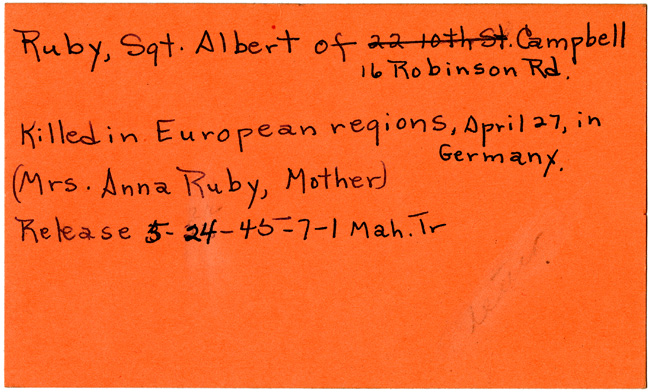 Ruby, Sgt. Albert of 22 10th St. Campbell
16 Robinson Rd.
Killed in European regions, April 27, in
Germany.
(Mrs. Anna Ruby, Mother)
Release 5-24-45-7-1 Mah. Tr